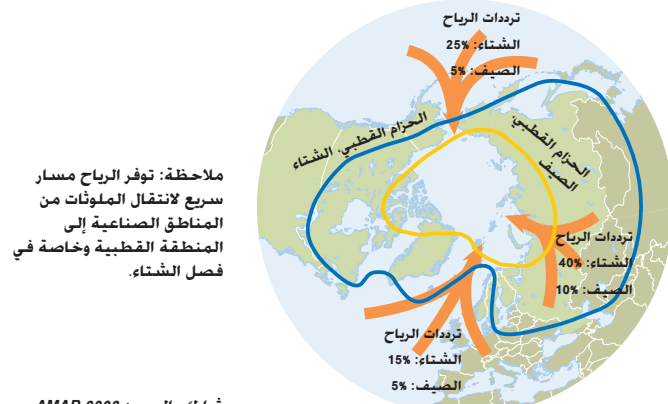 ترددات الرياح
الشتاء: 25%
الصيف: 5%
الحزام القطبي، الشتاء
الحزام القطبي،
الصيف
ملاحظة: توفر الرياح مسار
سريع لانتقال الملوثات من
المناطق الصناعية إلى
المنطقة القطبية وخاصة في
فصل الشتاء.
ترددات الرياح
الشتاء: 40%
الصيف: 10%
ترددات الرياح
الشتاء: 15%
الصيف: 5%
AMAP